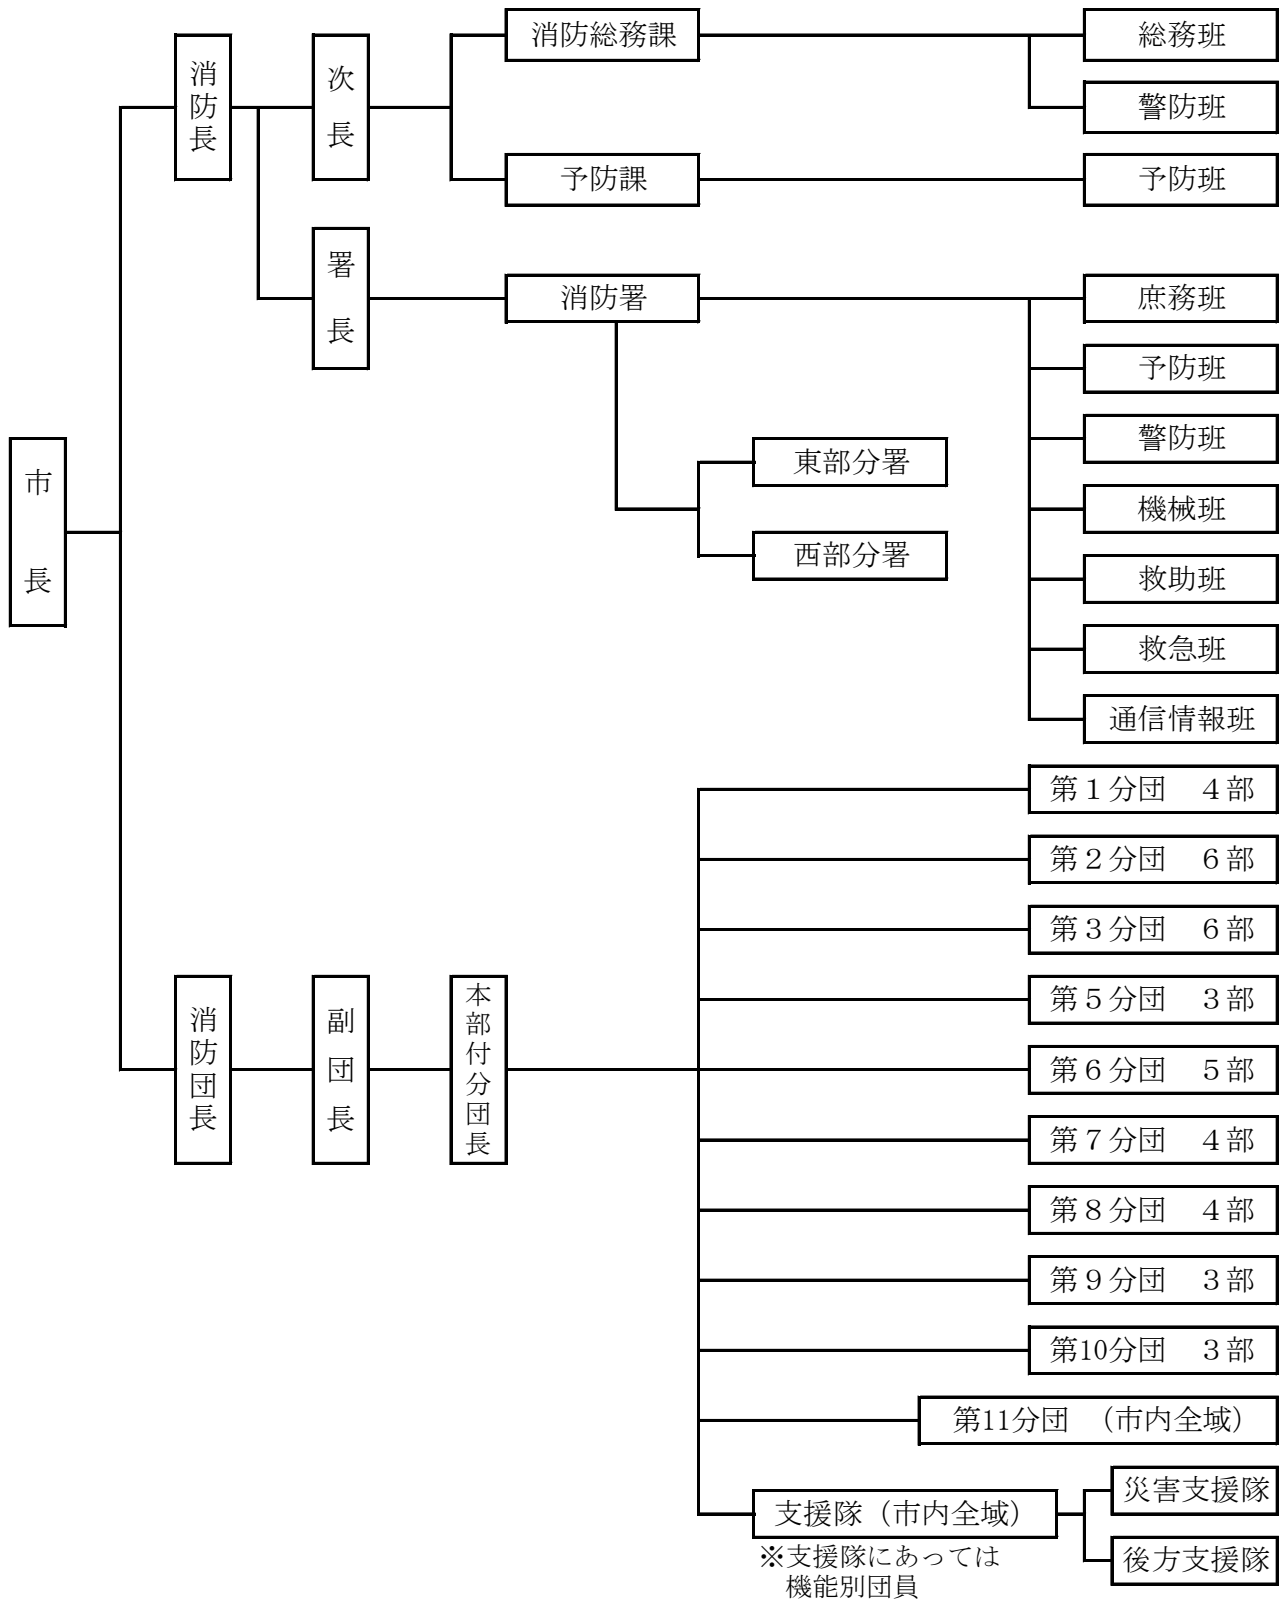 消防総務課
総務班
消防長
次長
警防班
予防課
予防班
署長
消防署
庶務班
予防班
警防班
市長
東部分署
機械班
西部分署
救助班
救急班
通信情報班
第１分団　４部
第２分団　６部
第３分団　６部
第５分団　３部
消防団長
副団長
本部付分団長
第６分団　５部
第７分団　４部
第８分団　４部
第９分団　３部
第10分団　３部
第11分団　（市内全域）
支援隊（市内全域）
災害支援隊
後方支援隊
※支援隊にあっては
機能別団員